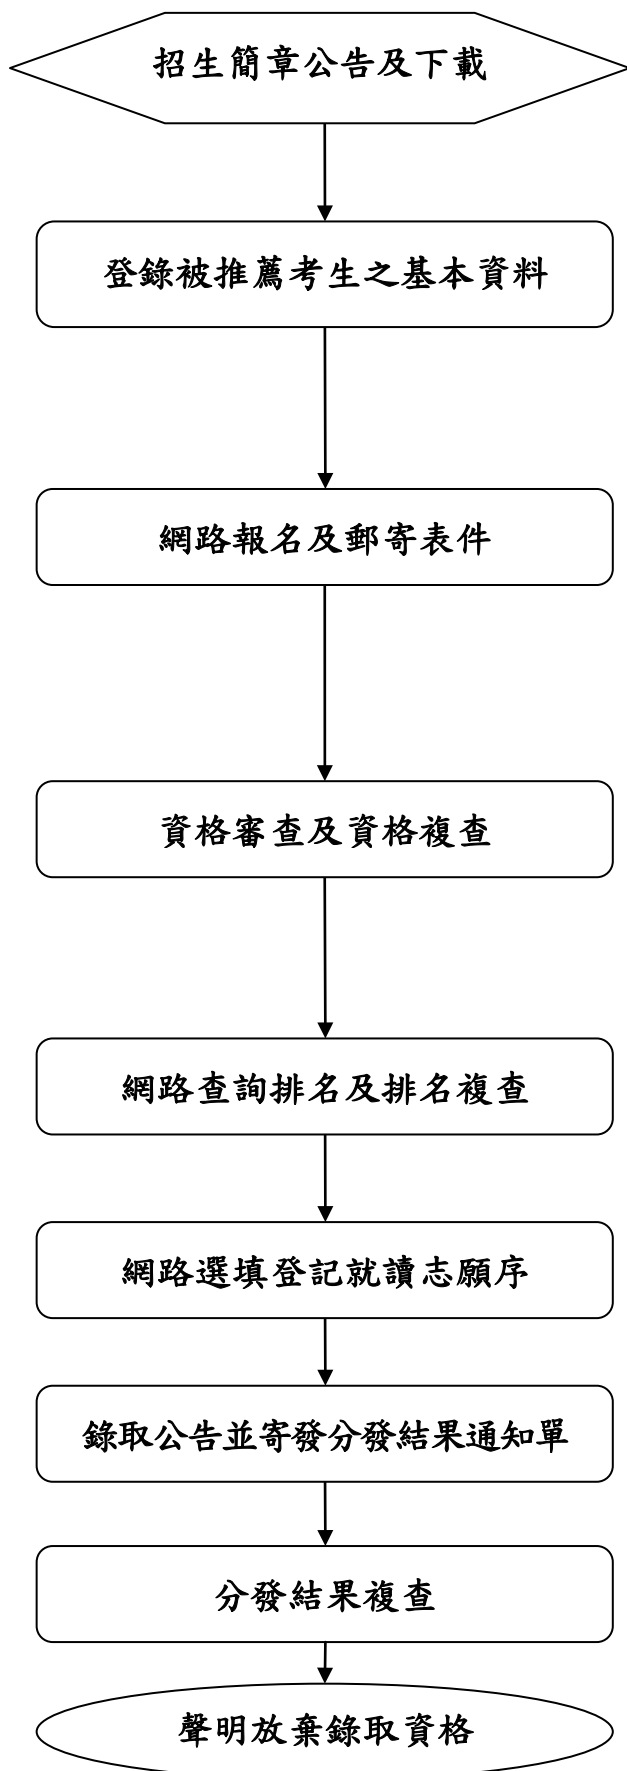 招生簡章公告及下載
登錄被推薦考生之基本資料
網路報名及郵寄表件
資格審查及資格複查
網路查詢排名及排名複查
網路選填登記就讀志願序
錄取公告並寄發分發結果通知單
分發結果複查
聲明放棄錄取資格